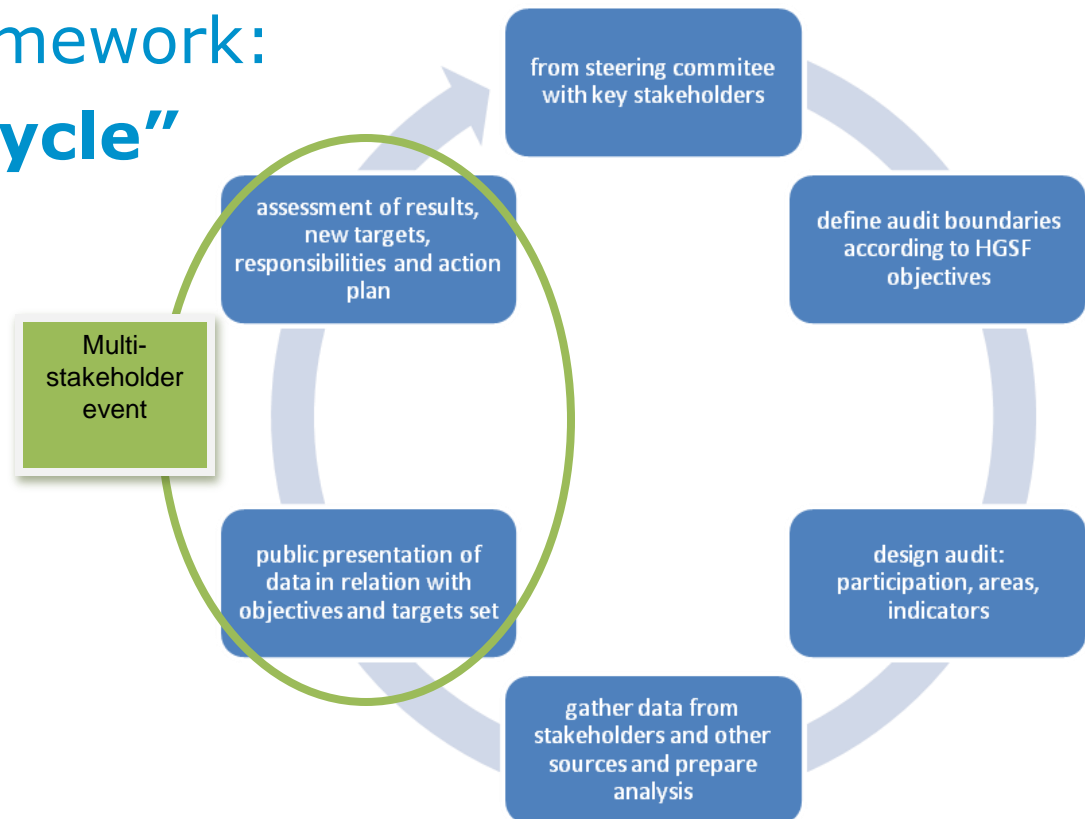 mework:
ycle”
from steering commitee
with key stakeholders
define audit boundaries
according to HGSF
objectives
design audit:
participation, areas,
indicators
gather data from
stakeholders and other
sources and prepare
analysis
public presentation of
data in relation with
objectives and targets set
assessment of results,
new targets,
responsibilities and action
plan
Multi-
stakeholder
event